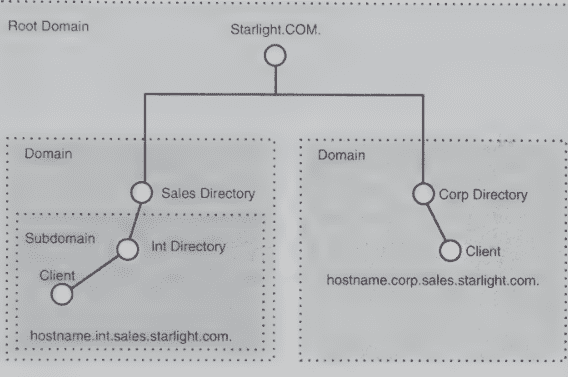 Root Domain
Starlight.COM.
Domain
Sales Directory
Subdomain
Int Directory
Client
hostname.int.sales.starlight.com.
Domain
Corp Directory
Client
hostname.corp.sales.starlight.com.